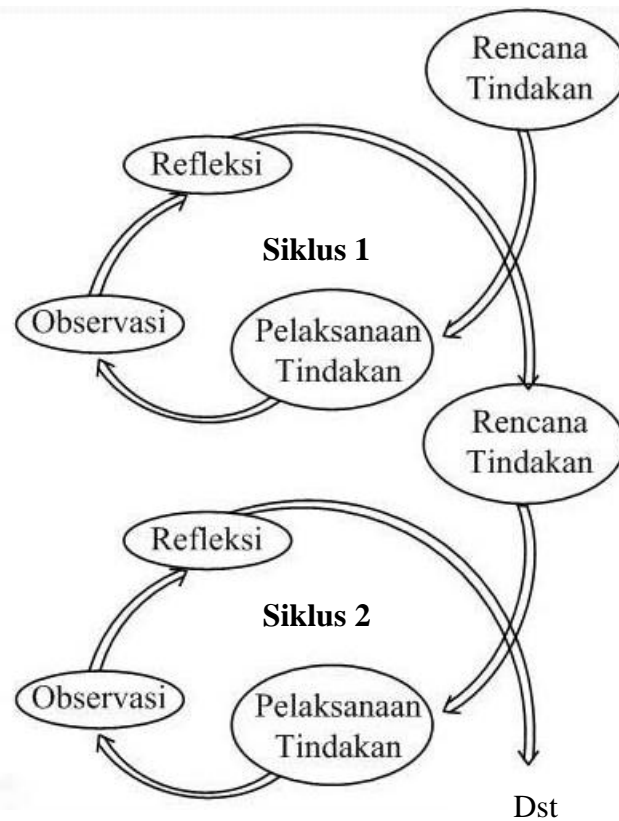 Rencana
Tindakan
Refleksi
Siklus 1
Observasi
Pelaksanaan
Tindakan
Rencana
Tindakan
Refleksi
Siklus 2
Observasi
Pelaksanaan
Tindakan
Dst